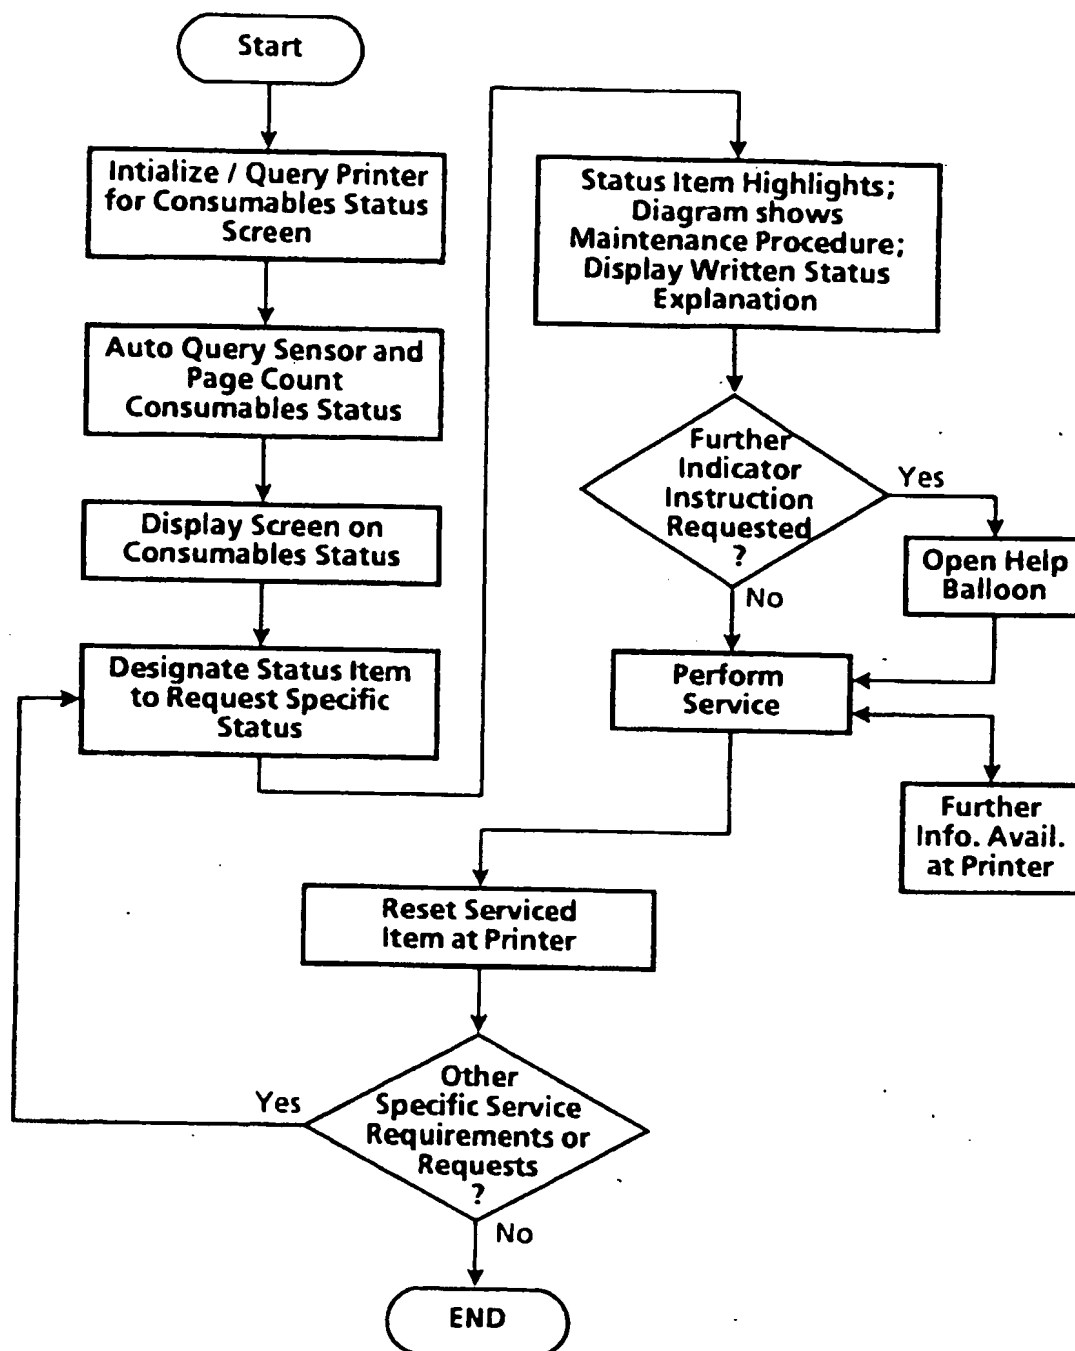 Start
Intialize / Query Printer
for Consumables Status
Screen
Auto Query Sensor and
Page Count
Consumables Status
Display Screen on
Consumables Status
Designate Status Item
to Request Specific
Status
Status Item Highlights;
Diagram shows
Maintenance Procedure;
Display Written Status
Explanation
Further
Indicator
Instruction
Requested
?
Yes
No
Open Help
Balloon
Perform
Service
Further
Info. Avail.
at Printer
Reset Serviced
Item at Printer
Other
Specific Service
Requirements or
Requests
?
Yes
No
END